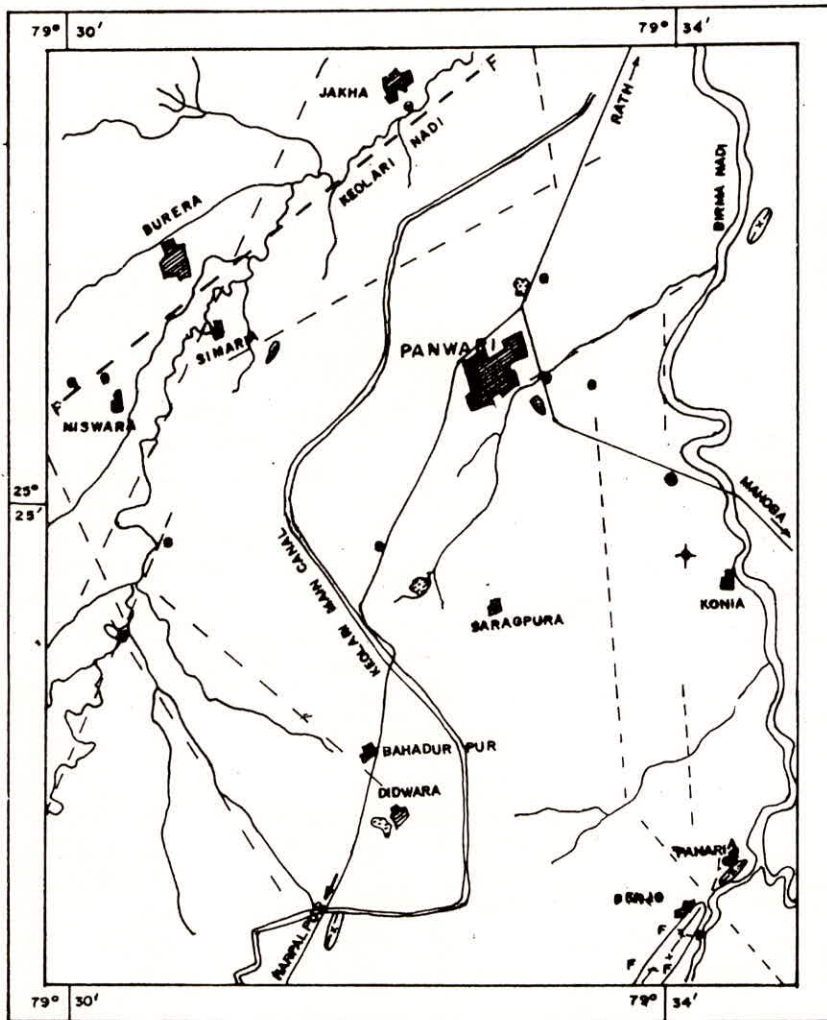 79° 30′
79° 34′
JAKHA
F
RATH
KEOLARI NADI
BIRMA NADI
BURERA
SIMARIA
PANWARI
F
NISWARA
25°
25′
MAHOBA
KEOLARI MAIN CANAL
KONIA
SARAGPURA
BAHADUR PUR
DIDWARA
PAHARIA
F
F
F
HARPALPUR
79° 30′
79° 34′